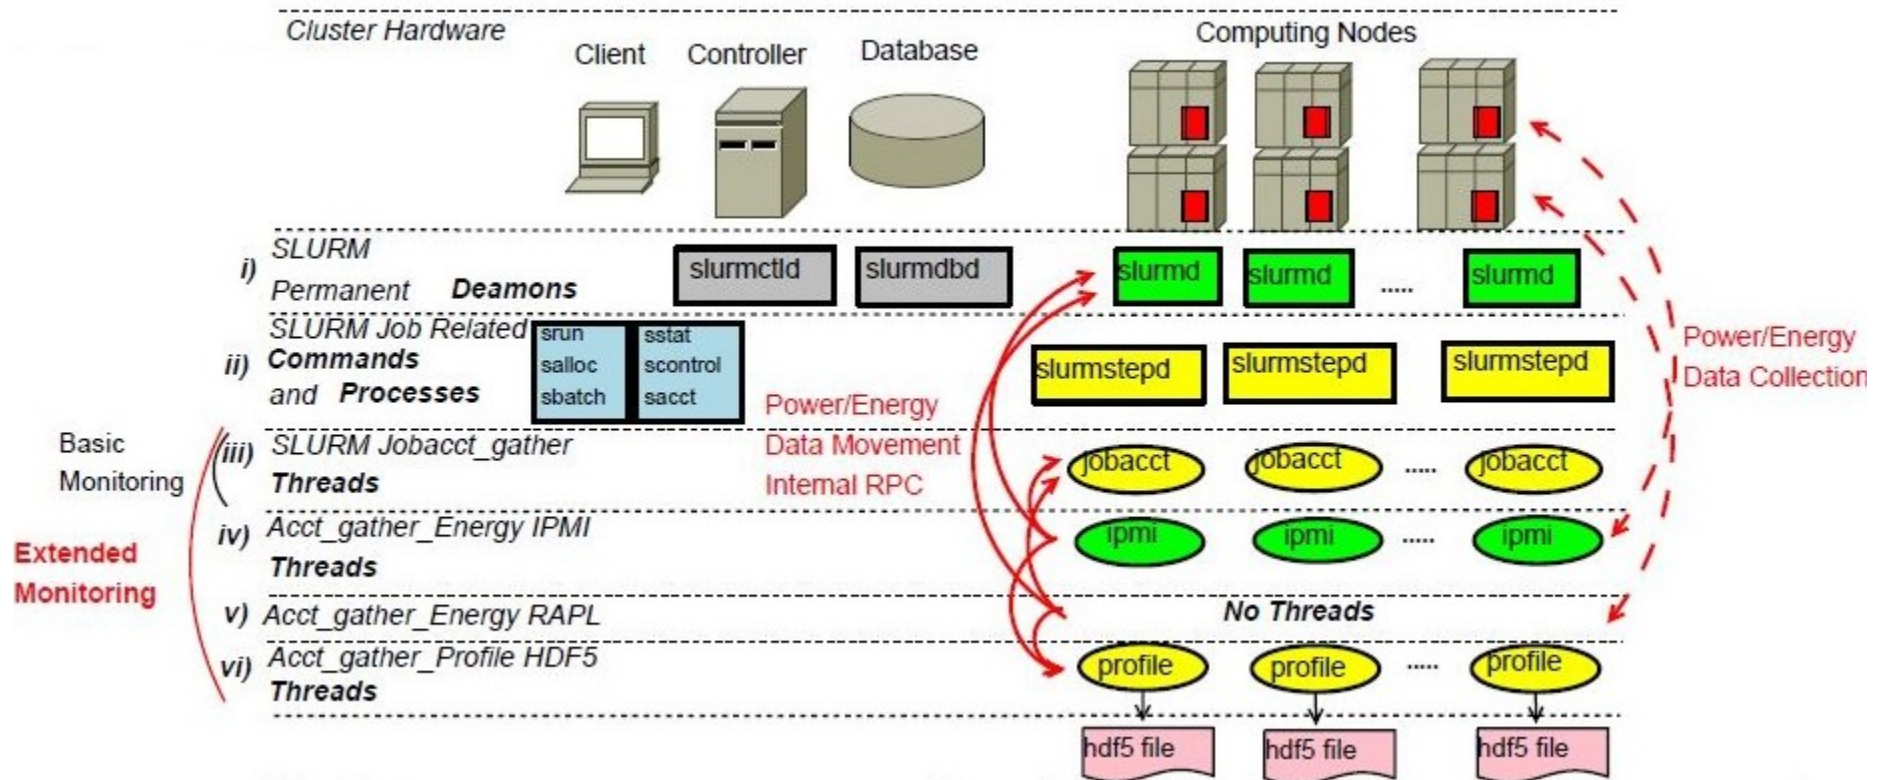 Cluster Hardware
Client
Controller
Database
Computing Nodes
i) SLURM
Permanent Deamons
slurmctld
slurmdbd
slurmd
slurmd
.....
slurmd
SLURM Job Related
ii) Commands
and Processes
srun
salloc
sbatch
sstat
scontrol
sacct
slurmstepd
slurmstepd
slurmstepd
Power/Energy
Data Collection
Power/Energy
Data Movement
Internal RPC
Basic
Monitoring
iii) SLURM Jobacct_gather
Threads
jobacct
jobacct
.....
jobacct
Extended
Monitoring
iv) Acct_gather_Energy IPMI
Threads
ipmi
ipmi
.....
ipmi
v) Acct_gather_Energy RAPL
No Threads
vi) Acct_gather_Profile HDF5
Threads
profile
profile
.....
profile
hdf5 file
hdf5 file
hdf5 file